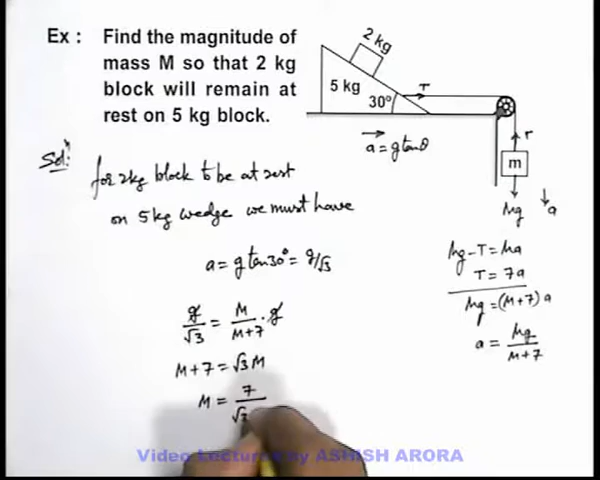 Ex : Find the magnitude of
mass M so that 2 kg
block will remain at
rest on 5 kg block.
2 kg
5 kg
30°
T
T
m
Mg
a
a = g tanθ
Solⁿ:
for 2kg block to be at rest
on 5kg wedge we must have
a = g tan30° = g/√3
g/√3 = M/M+7 · g
M+7 = √3 M
M = 7/√3
Mg-T = Ma
T = 7a
Mg = (M+7) a
a = Mg/M+7
Video Lectures by ASHISH ARORA